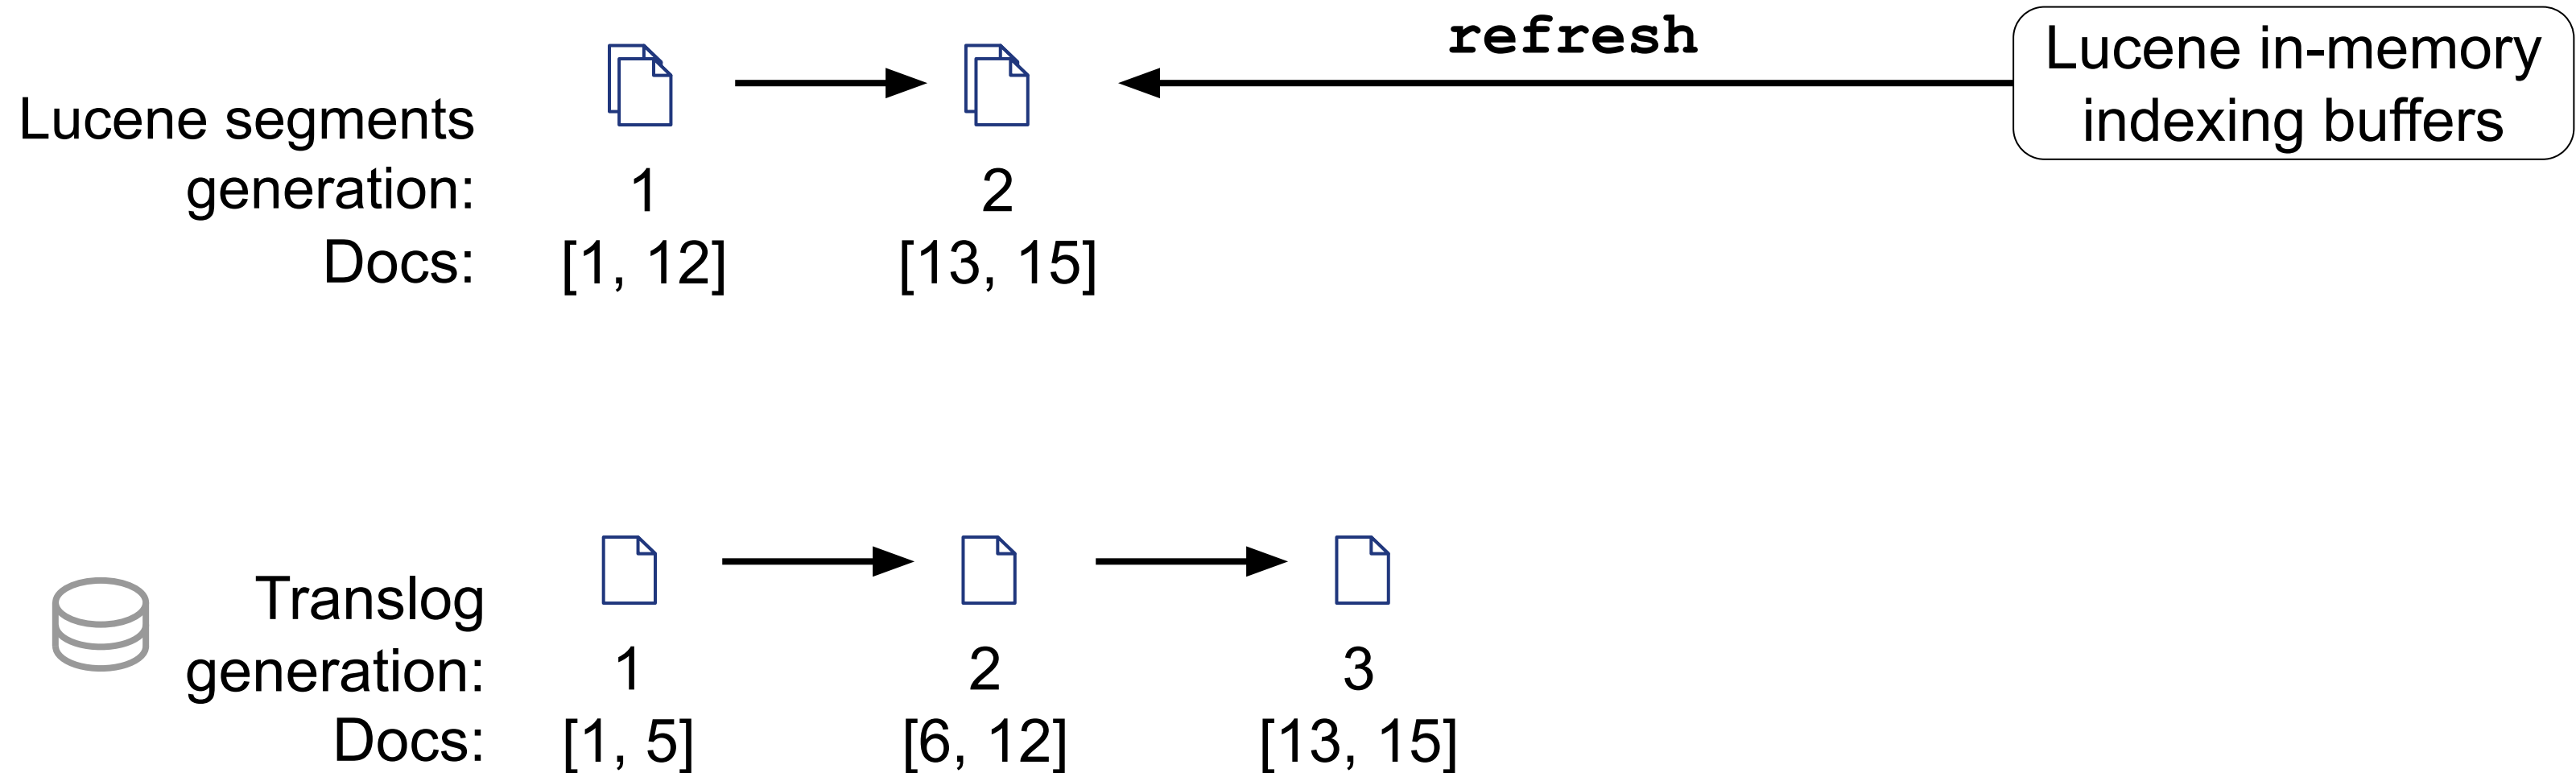 refresh
Lucene in-memory
indexing buffers
Lucene segments
generation: 1 2
Docs: [1, 12] [13, 15]
Translog
generation: 1 2 3
Docs: [1, 5] [6, 12] [13, 15]